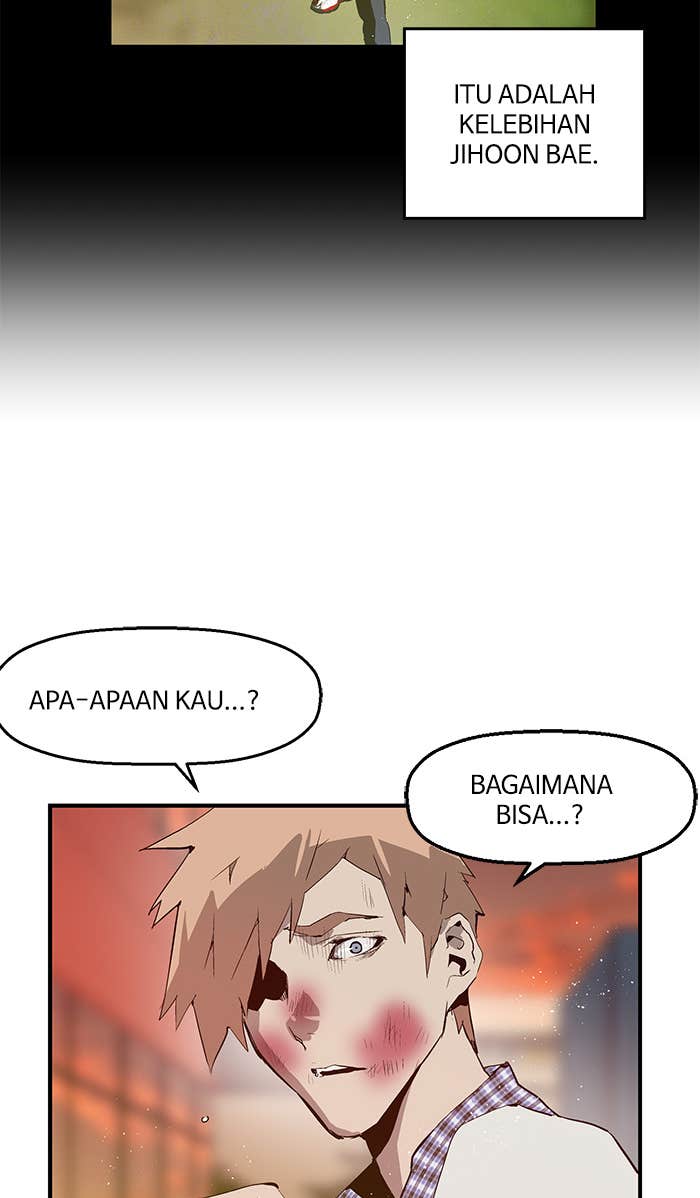 ITU ADALAH
KELEBIHAN
JIHOON BAE.
APA-APAAN KAU...?
BAGAIMANA
BISA...?